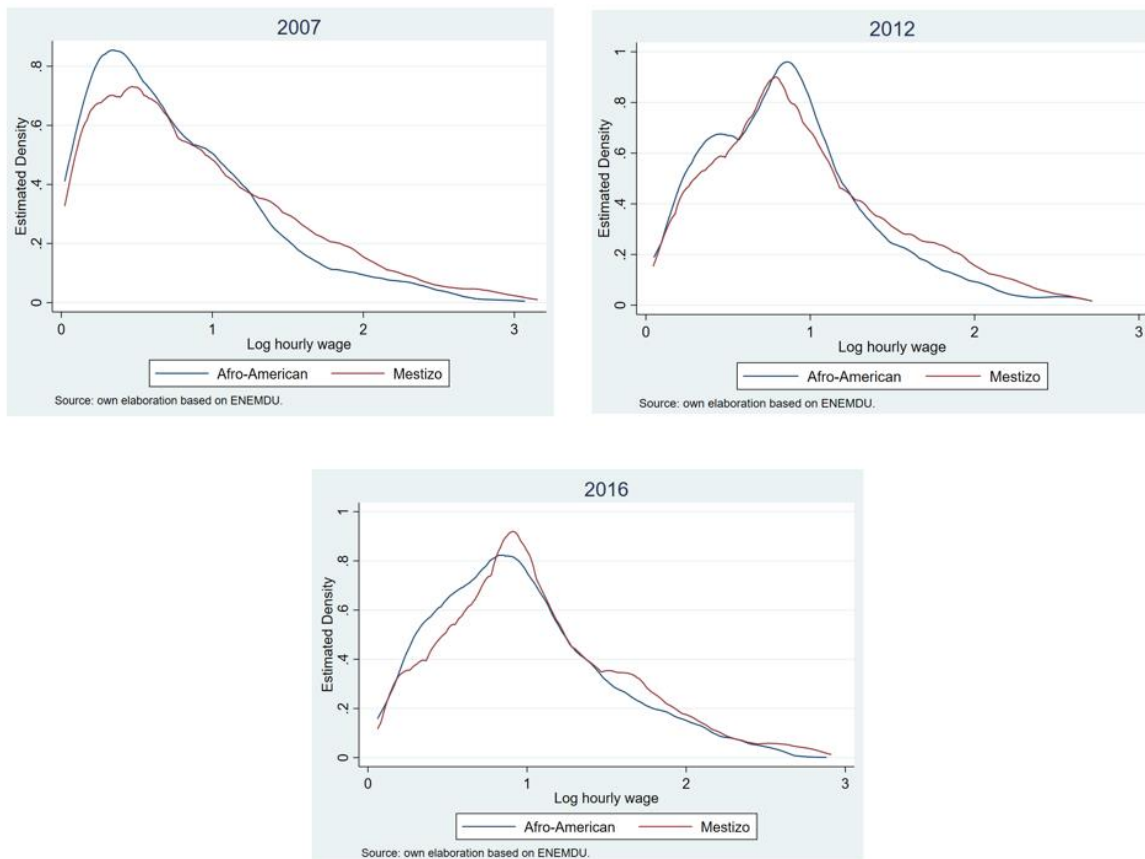 2007
Estimated Density
.8
.6
.4
.2
0
0 1 2 3
Log hourly wage
Afro-American Mestizo
Source: own elaboration based on ENEMDU.
2012
Estimated Density
1
.8
.6
.4
.2
0
0 1 2 3
Log hourly wage
Afro-American Mestizo
Source: own elaboration based on ENEMDU.
2016
Estimated Density
1
.8
.6
.4
.2
0
0 1 2 3
Log hourly wage
Afro-American Mestizo
Source: own elaboration based on ENEMDU.